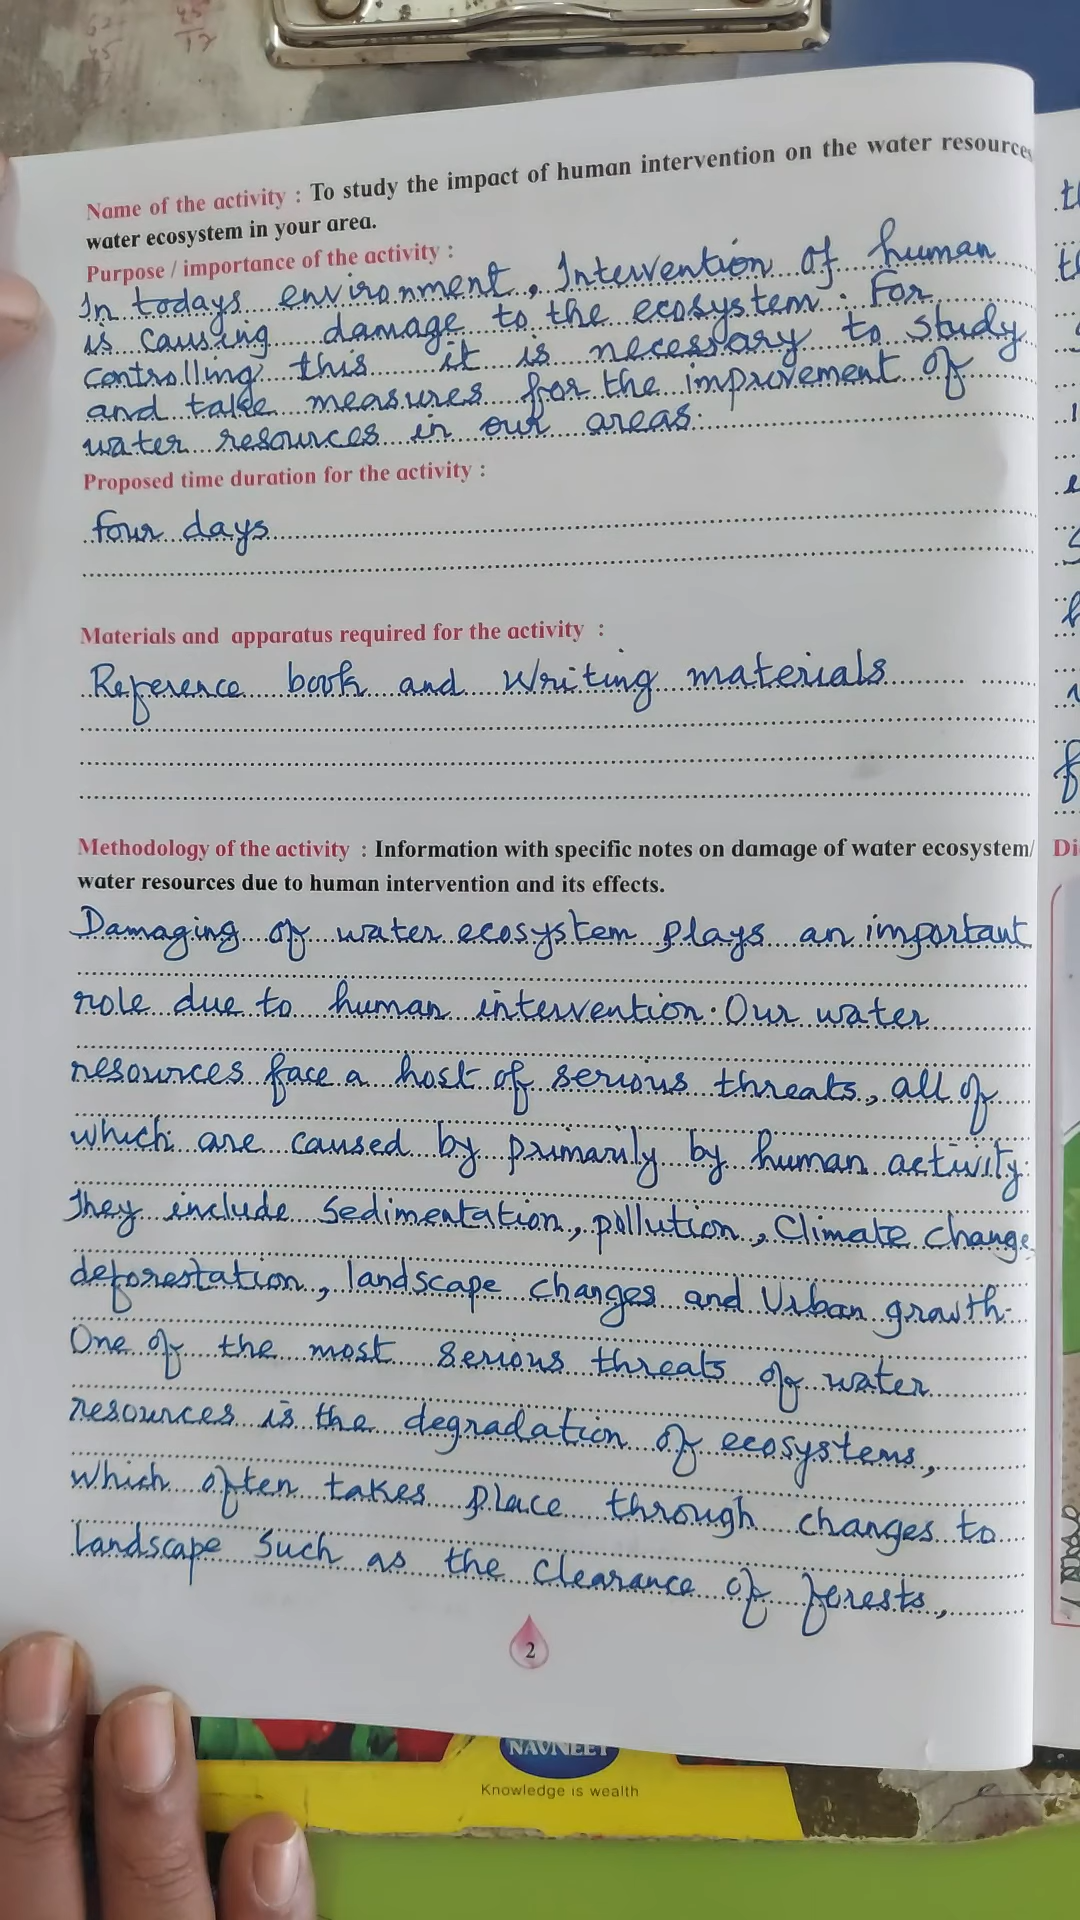 Name of the activity : To study the impact of human intervention on the water resources
water ecosystem in your area.
Purpose / importance of the activity :
In todays environment, Intervention of human
is causing damage to the ecosystem. For
controlling this it is necessary to study
and take measures for the improvement of
water resources in our areas.
Proposed time duration for the activity :
four days
Materials and apparatus required for the activity :
Reference book and writing materials
Methodology of the activity : Information with specific notes on damage of water ecosystem/
water resources due to human intervention and its effects.
Damaging of water ecosystem plays an important
role due to human intervention. Our water
resources face a host of serious threats, all of
which are caused by primarily by human activity.
They include Sedimentation, pollution, Climate change
deforestation, landscape changes and Urban growth.
One of the most serious threats of water
resources is the degradation of ecosystems,
which often takes place through changes to
landscape such as the clearance of forests,
2
NAVNEET
Knowledge is wealth